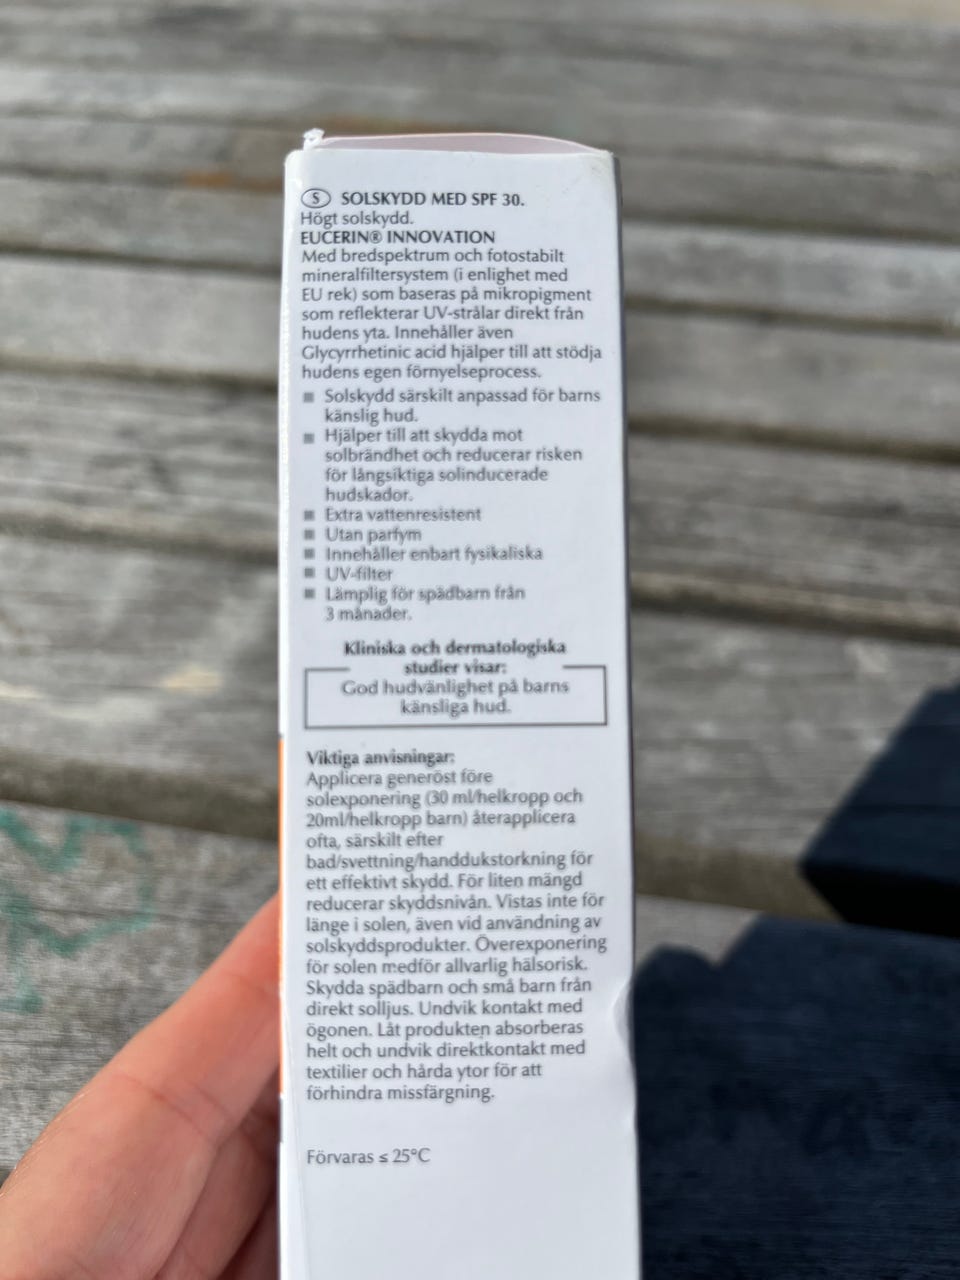 S SOLSKYDD MED SPF 30.
Högt solskydd.
EUCERIN® INNOVATION
Med bredspektrum och fotostabilt
mineralfiltersystem (i enlighet med
EU rek) som baseras på mikropigment
som reflekterar UV-strålar direkt från
hudens yta. Innehåller även
Glycyrrhetinic acid hjälper till att stödja
hudens egen förnyelseprocess.
■ Solskydd särskilt anpassad för barns
känslig hud.
■ Hjälper till att skydda mot
solbrändhet och reducerar risken
för långsiktiga solinducerade
hudskador.
■ Extra vattenresistent
■ Utan parfym
■ Innehåller enbart fysikaliska
■ UV-filter
■ Lämplig för spädbarn från
3 månader.
Kliniska och dermatologiska
studier visar:
God hudvänlighet på barns
känsliga hud.
Viktiga anvisningar:
Applicera generöst före
solexponering (30 ml/helkropp och
20ml/helkropp barn) återapplicera
ofta, särskilt efter
bad/svettning/handdukstorkning för
ett effektivt skydd. För liten mängd
reducerar skyddsnivån. Vistas inte för
länge i solen, även vid användning av
solskyddsprodukter. Överexponering
för solen medför allvarlig hälsorisk.
Skydda spädbarn och små barn från
direkt solljus. Undvik kontakt med
ögonen. Låt produkten absorberas
helt och undvik direktkontakt med
textilier och hårda ytor för att
förhindra missfärgning.
Förvaras ≤ 25°C